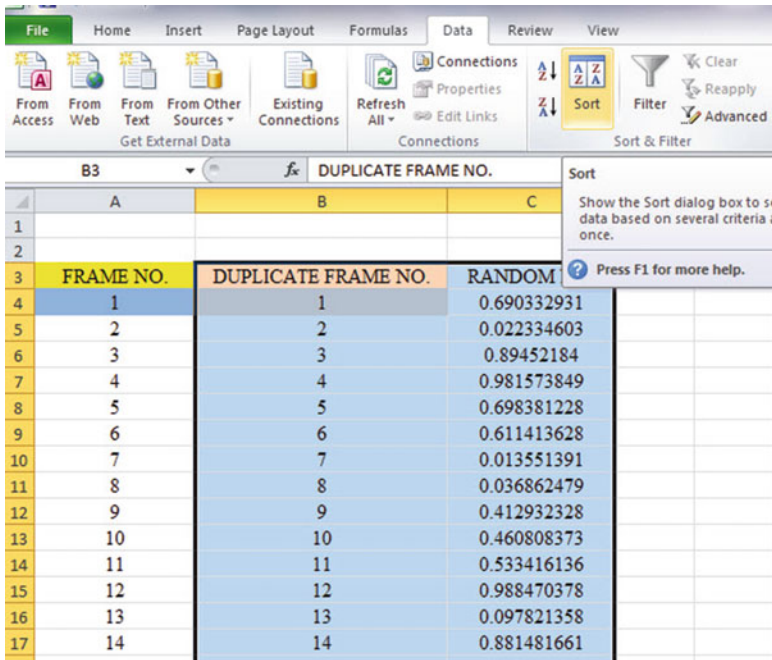 File Home Insert Page Layout Formulas Data Review View
From Access From Web From Text From Other Sources Existing Connections Refresh All Connections Properties Edit Links Sort Filter Clear Reapply Advanced
Get External Data Connections Sort & Filter
B3 fx DUPLICATE FRAME NO.
Sort
Show the Sort dialog box to
data based on several criteria
once.
Press F1 for more help.
A B C
1
2
3 FRAME NO. DUPLICATE FRAME NO. RANDOM
4 1 1 0.690332931
5 2 2 0.022334603
6 3 3 0.89452184
7 4 4 0.981573849
8 5 5 0.698381228
9 6 6 0.611413628
10 7 7 0.013551391
11 8 8 0.036862479
12 9 9 0.412932328
13 10 10 0.460808373
14 11 11 0.533416136
15 12 12 0.988470378
16 13 13 0.097821358
17 14 14 0.881481661